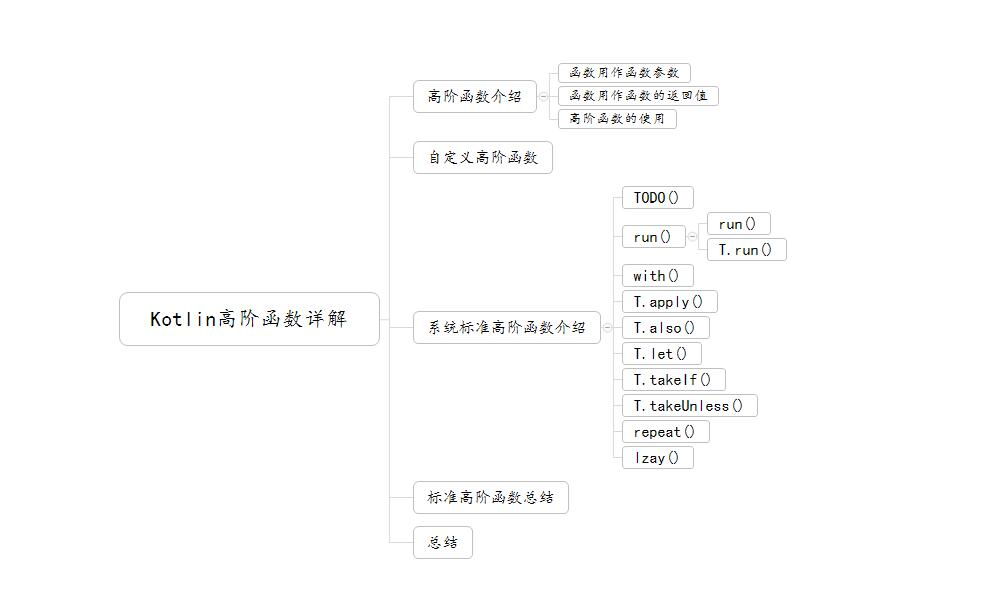 Kotlin高阶函数详解
高阶函数介绍
函数用作函数参数
函数用作函数的返回值
高阶函数的使用
自定义高阶函数
系统标准高阶函数介绍
TODO()
run()
run()
T.run()
with()
T.apply()
T.also()
T.let()
T.takeIf()
T.takeUnless()
repeat()
lzay()
标准高阶函数总结
总结